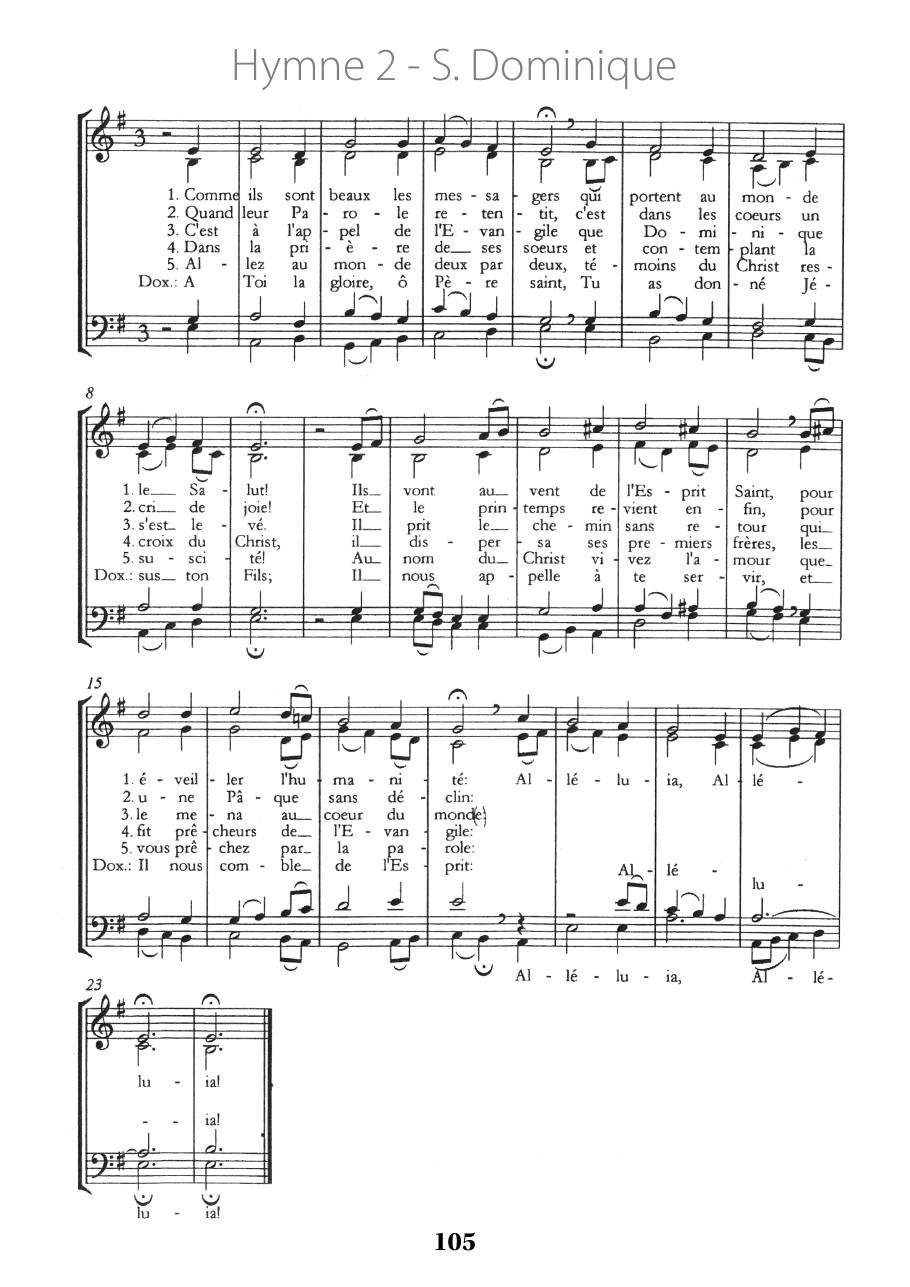 Hymne 2 - S. Dominique
3
1. Comme ils sont beaux les mes - sa - gers qui portent au mon - de
2. Quand leur Pa - ro - le re - ten - tit, c'est dans les coeurs un
3. C'est à l'ap - pel de l'E - van - gile que Do - mi - ni - que
4. Dans la pri - è - re de ses soeurs et con - tem - plant la
5. Al - lez au mon - de deux par deux, té - moins du Christ res -
Dox.: A Toi la gloire, ô Pè - re saint, Tu as don - né Jé -
3
8
1. le Sa - lut! Ils vont au vent de l'Es - prit Saint, pour
2. cri de joie! Et le prin - temps re - vient en - fin, pour
3. s'est le - vé. Il prit le che - min sans re - tour qui
4. croix du Christ, il dis - per - sa ses pre - miers frères, les
5. su - sci - té! Au nom du Christ vi - vez l'a - mour que
Dox.: sus ton Fils; Il nous ap - pelle à te ser - vir, et
15
1. é - veil - ler l'hu - ma - ni - té: Al - lé - lu - ia, Al - lé -
2. u - ne Pâ - que sans dé - clin:
3. le me - na au coeur du monde(:)
4. fit prê - cheurs de l'E - van - gile:
5. vous prê - chez par la pa - role:
Dox.: Il nous com - ble de l'Es - prit:
Al - lé - lu -
Al - lé - lu - ia, Al - lé -
23
lu - ia!
- - ia!
lu - ia!
105